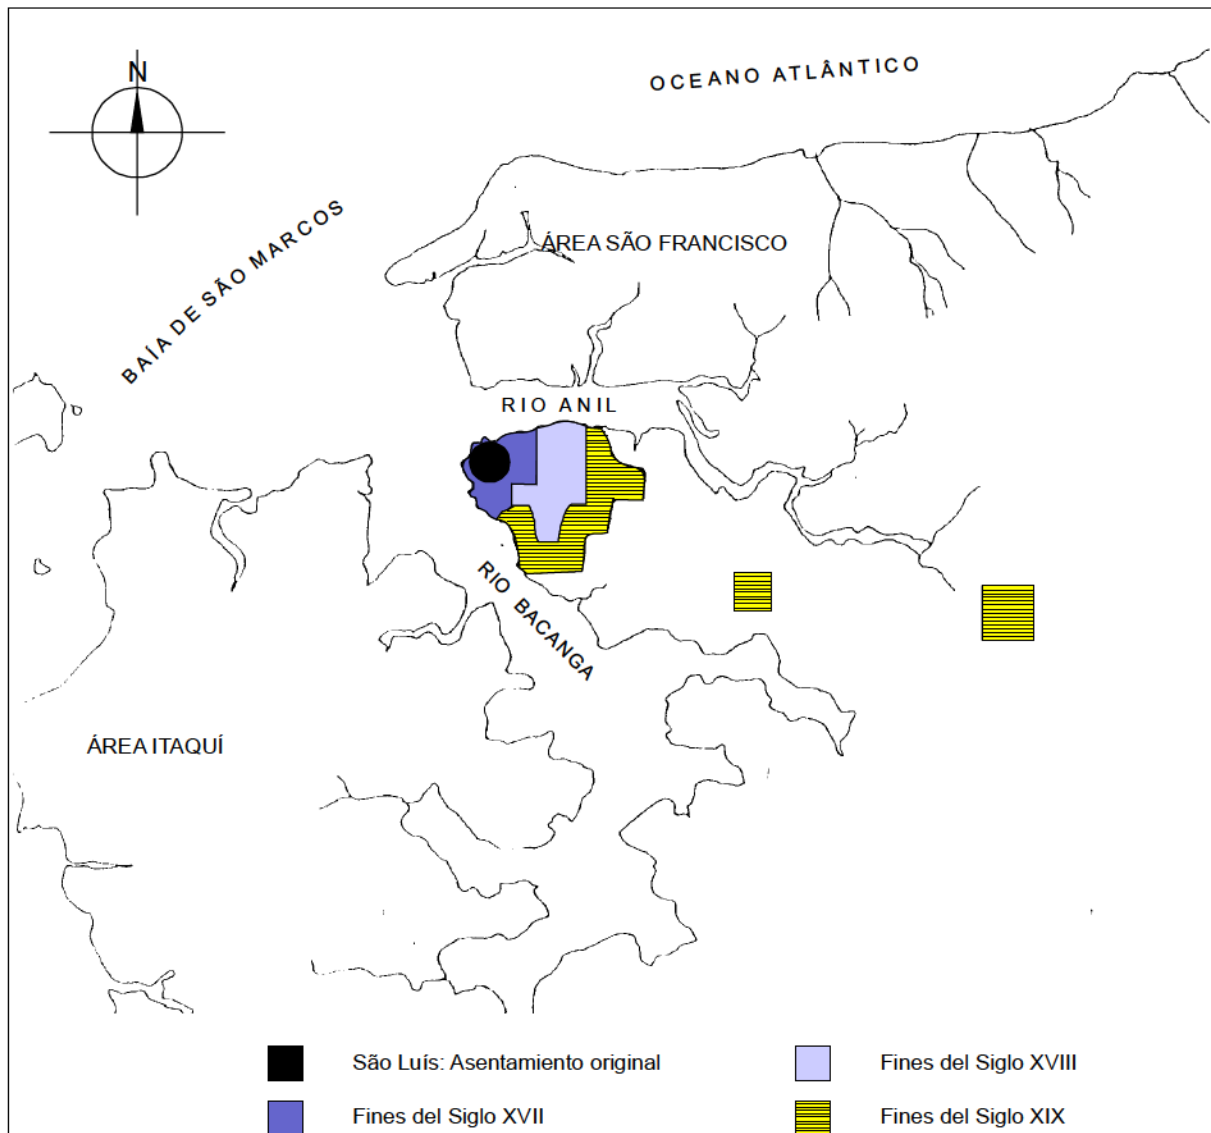 N
OCEANO ATLÂNTICO
BAÍA DE SÃO MARCOS
ÁREA SÃO FRANCISCO
RIO ANIL
RIO BACANGA
ÁREA ITAQUÍ
São Luís: Asentamiento original
Fines del Siglo XVIII
Fines del Siglo XVII
Fines del Siglo XIX